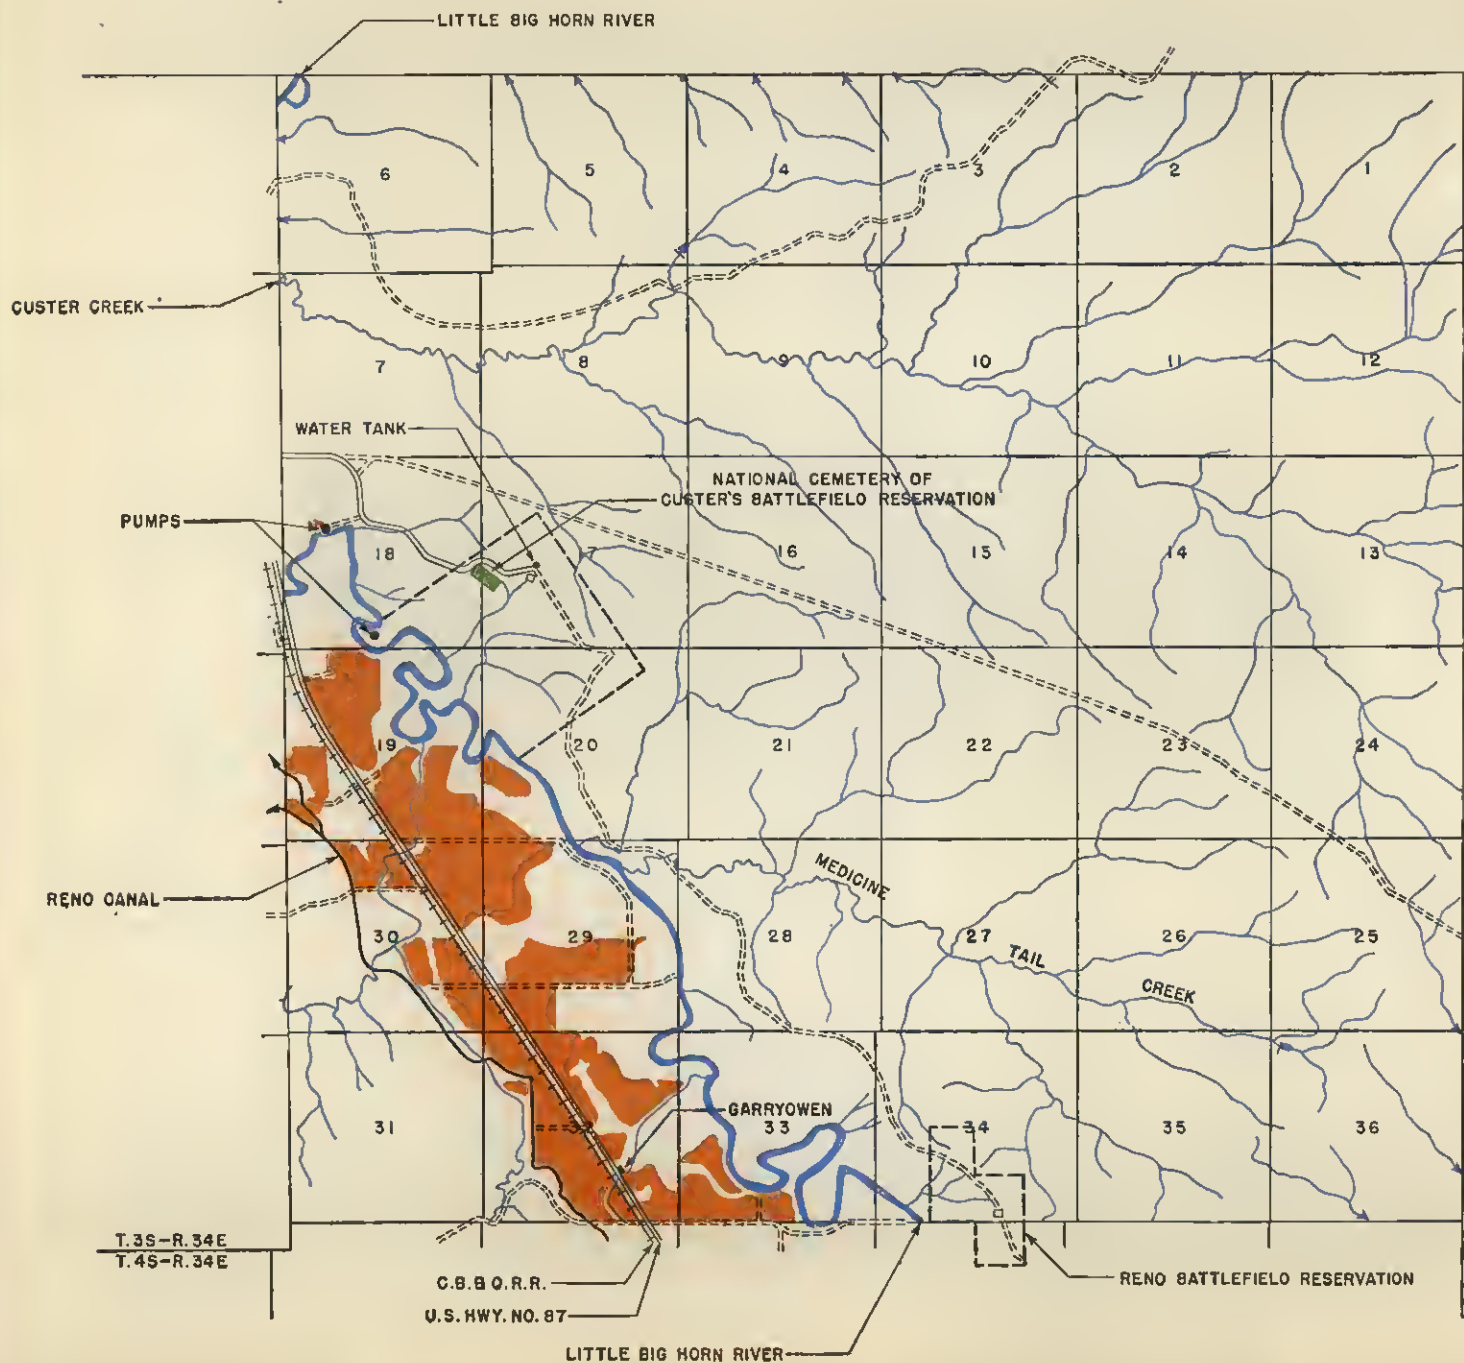 LITTLE BIG HORN RIVER
6
5
4
3
2
1
CUSTER CREEK
7
8
9
10
11
12
WATER TANK
NATIONAL CEMETERY OF
CUSTER'S BATTLEFIELD RESERVATION
PUMPS
18
17
16
15
14
13
19
20
21
22
23
24
MEDICINE
TAIL
CREEK
RENO CANAL
30
29
28
27
26
25
GARRYOWEN
31
32
33
34
35
36
T.3S-R.34E
T.4S-R.34E
C.B.&Q.R.R.
U.S.HWY.NO.87
RENO BATTLEFIELD RESERVATION
LITTLE BIG HORN RIVER